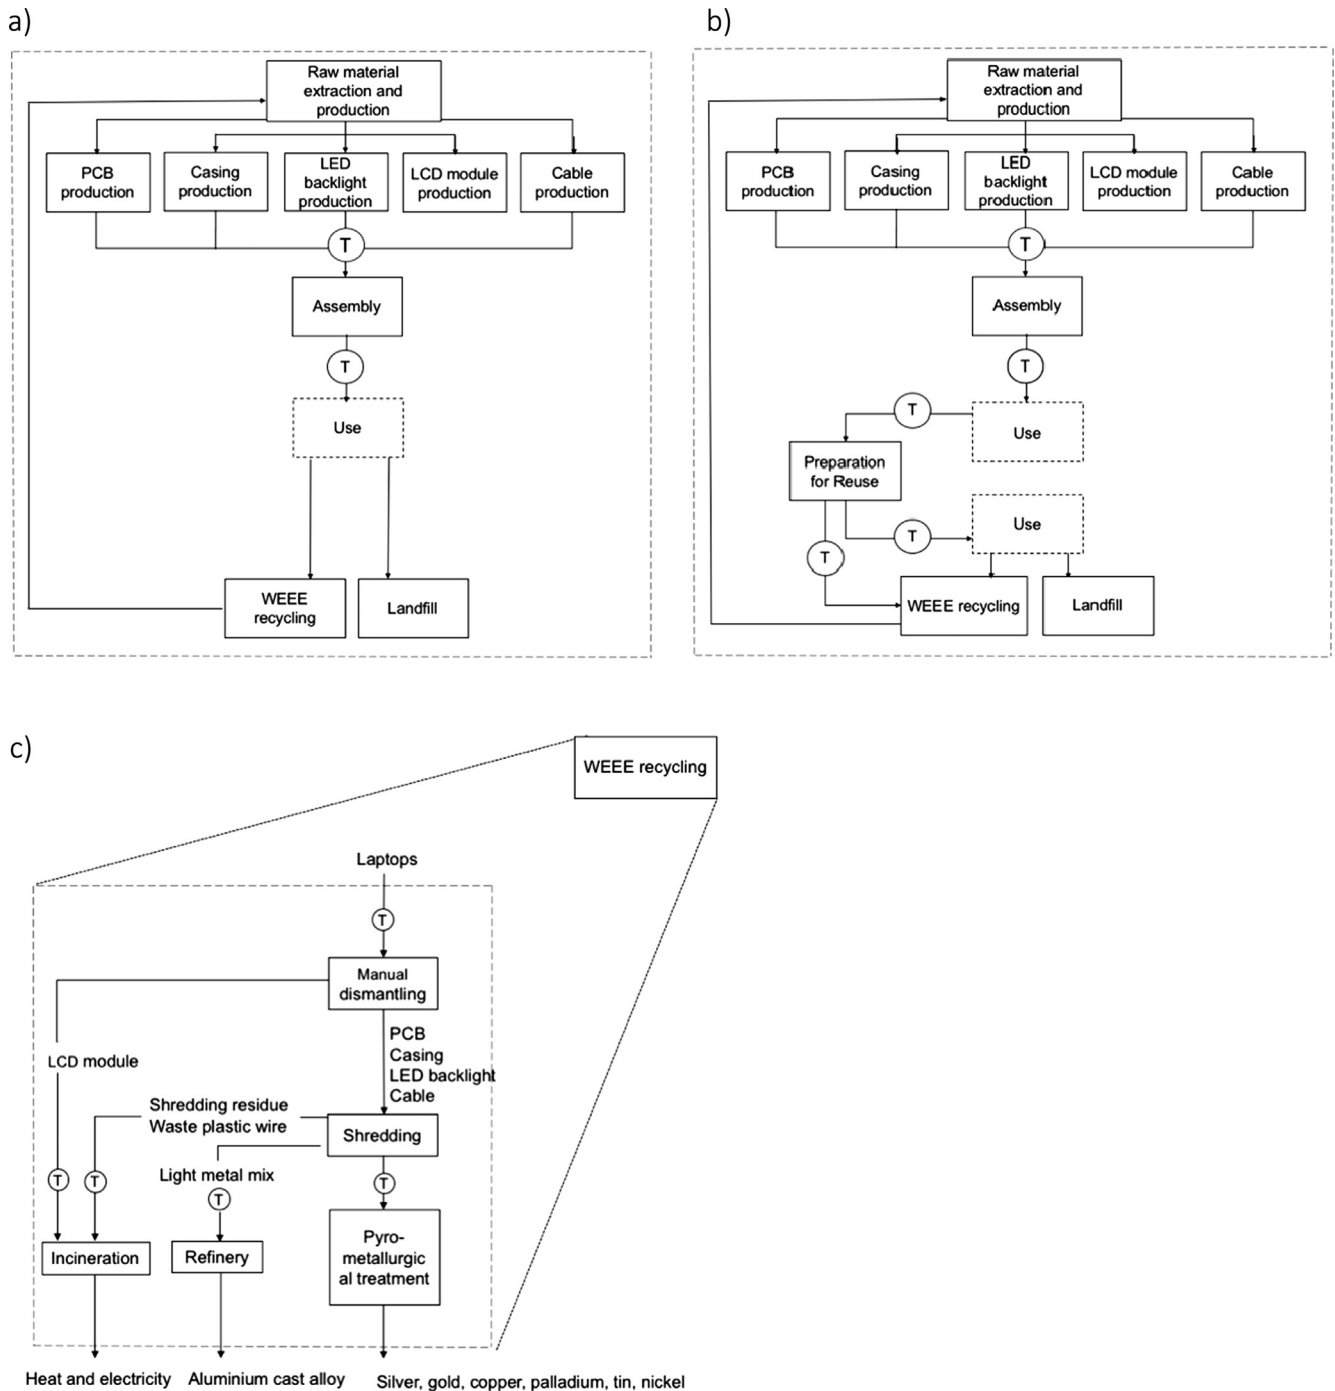 a)
Raw material
extraction and
production
PCB
production
Casing
production
LED
backlight
production
LCD module
production
Cable
production
T
Assembly
T
Use
WEEE
recycling
Landfill
b)
Raw material
extraction and
production
PCB
production
Casing
production
LED
backlight
production
LCD module
production
Cable
production
T
Assembly
T
T
Use
Preparation
for Reuse
Use
T
T
WEEE recycling
Landfill
c)
WEEE recycling
Laptops
T
Manual
dismantling
PCB
Casing
LED backlight
Cable
LCD module
Shredding residue
Waste plastic wire
Shredding
Light metal mix
T
T
T
T
Incineration
Refinery
Pyro-
metallurgic
al treatment
Heat and electricity
Aluminium cast alloy
Silver, gold, copper, palladium, tin, nickel